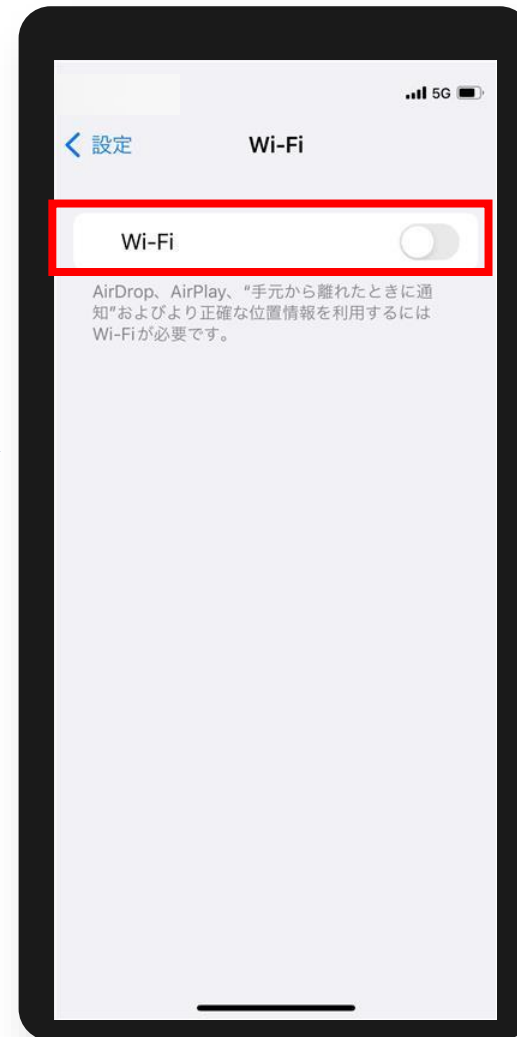 5G
設定
Wi-Fi
Wi-Fi
AirDrop、AirPlay、“手元から離れたときに通
知”およびより正確な位置情報を利用するには
Wi-Fiが必要です。